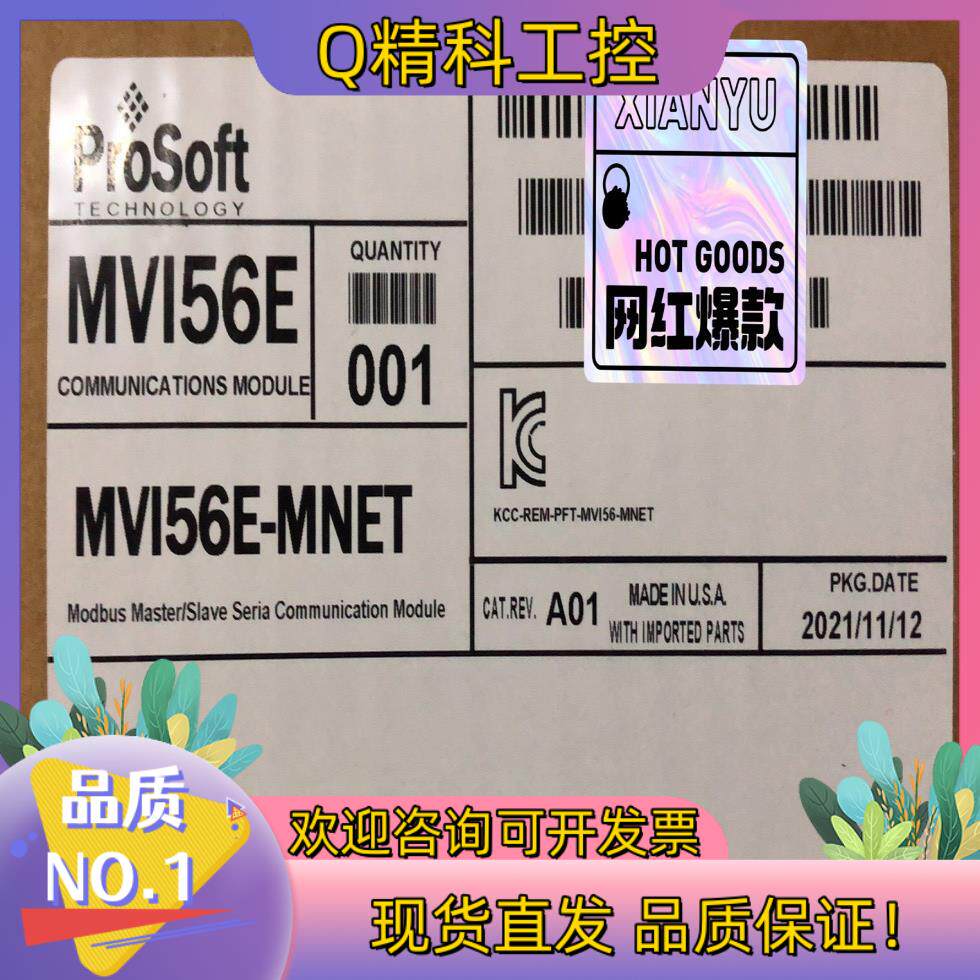 Q精科工控
XIANYU
HOT GOODS
网红爆款
ProSoft
TECHNOLOGY
MVI56E
COMMUNICATIONS MODULE
QUANTITY
001
MVI56E-MNET
Modbus Master/Slave Seria Communication Module
KC
KCC-REM-PFT-MVI56-MNET
CAT.REV. A01
MADE IN U.S.A.
WITH IMPORTED PARTS
PKG.DATE
2021/11/12
品质
NO.1
欢迎咨询可开发票
现货直发 品质保证!